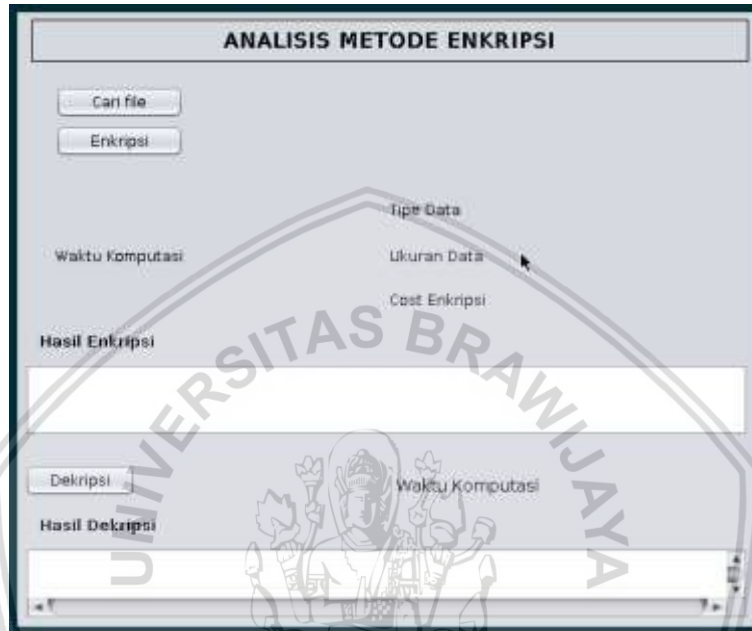 ANALISIS METODE ENKRIPSI
Cari file
Enkripsi
Tipe Data
Waktu Komputasi
Ukuran Data
Cost Enkripsi
Hasil Enkripsi
Dekripsi
Waktu Komputasi
Hasil Dekripsi
UNIVERSITAS BRAWIJAYA